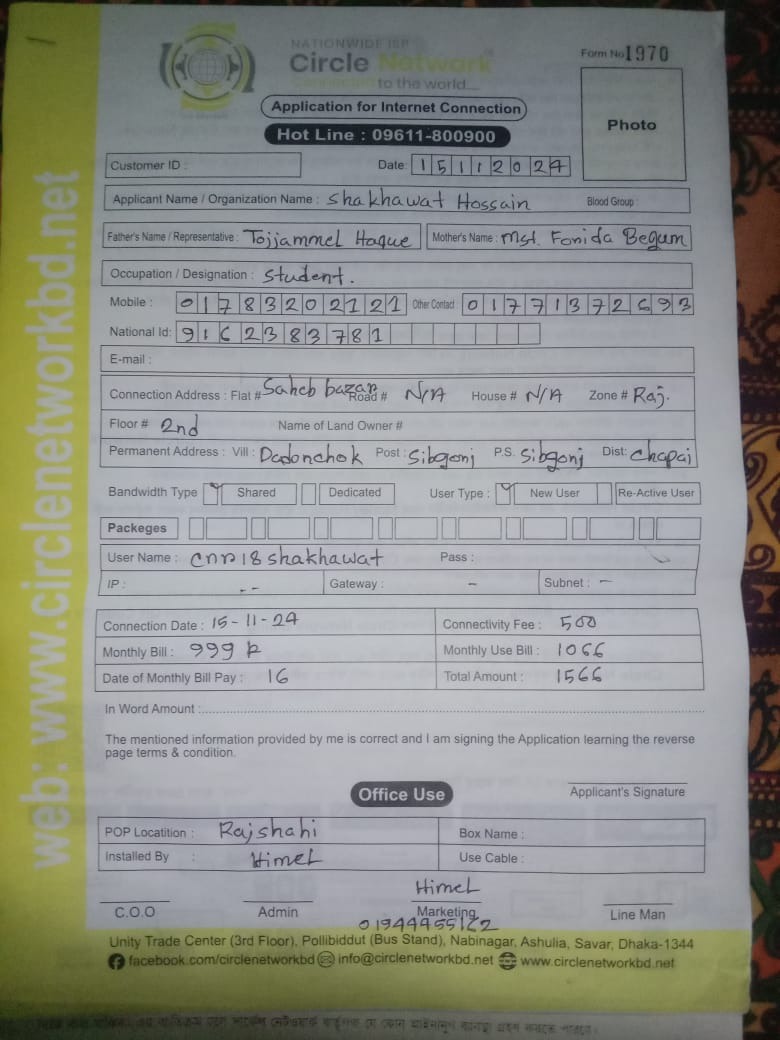 NATIONWIDE ISP
Circle Network
Connected to the world....
Form No 1970
Application for Internet Connection
Hot Line : 09611-800900
Photo
Customer ID :
Date: 15112024
Applicant Name / Organization Name : Shakhawat Hossain Blood Group :
Father's Name / Representative : Tojjammel Haque Mother's Name : Mst. Fonida Begum
Occupation / Designation : Student.
Mobile : 01783202121 Other Contact 01771372693
National Id: 9162383781
E-mail :
Connection Address : Flat # Saheb bazar Road # N/A House # N/A Zone # Raj.
Floor # 2nd Name of Land Owner #
Permanent Address : Vill : Dadonchok Post : Sibgonj P.S. Sibgonj Dist: Chapai
Bandwidth Type Shared Dedicated User Type : New User Re-Active User
Packeges
User Name : cnn18shakhawat Pass :
IP : -- Gateway : - Subnet : -
Connection Date : 15-11-24 Connectivity Fee : 500
Monthly Bill : 999 Monthly Use Bill : 1066
Date of Monthly Bill Pay : 16 Total Amount : 1566
In Word Amount :
The mentioned information provided by me is correct and I am signing the Application learning the reverse
page terms & condition.
Applicant's Signature
Office Use
POP Locatition : Rajshahi Box Name :
Installed By : Himel Use Cable :
Himel
C.O.O Admin Marketing Line Man
Unity Trade Center (3rd Floor), Pollibiddut (Bus Stand), Nabinagar, Ashulia, Savar, Dhaka-1344
facebook.com/circlenetworkbd info@circlenetworkbd.net www.circlenetworkbd.net
web: www.circlenetworkbd.net